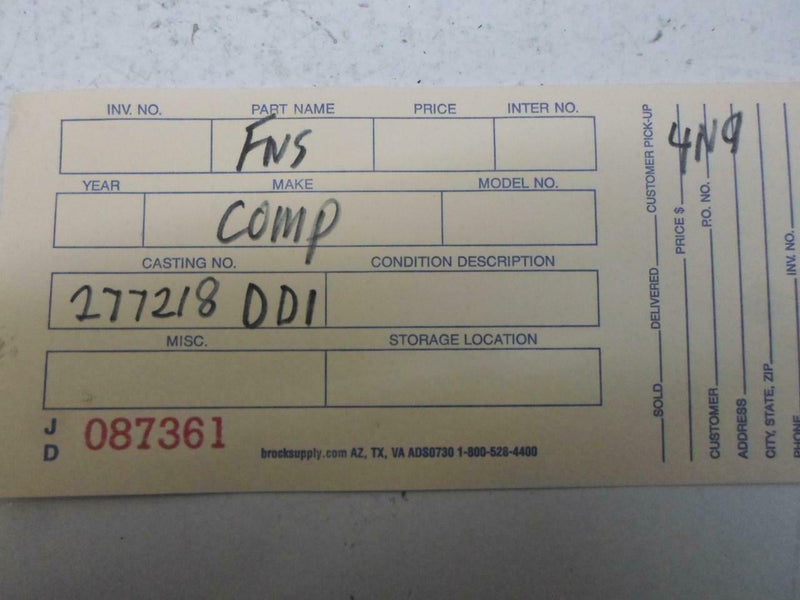 INV. NO. PART NAME PRICE INTER NO.
FNS
YEAR MAKE MODEL NO.
COMP
CASTING NO. CONDITION DESCRIPTION
277218 DD1
MISC. STORAGE LOCATION
J D 087361
brocksupply.com AZ, TX, VA ADS0730 1-800-528-4400
4N9
SOLD DELIVERED CUSTOMER PICK-UP
PRICE $ P.O. NO.
CUSTOMER
ADDRESS
CITY, STATE, ZIP
PHONE INV. NO.